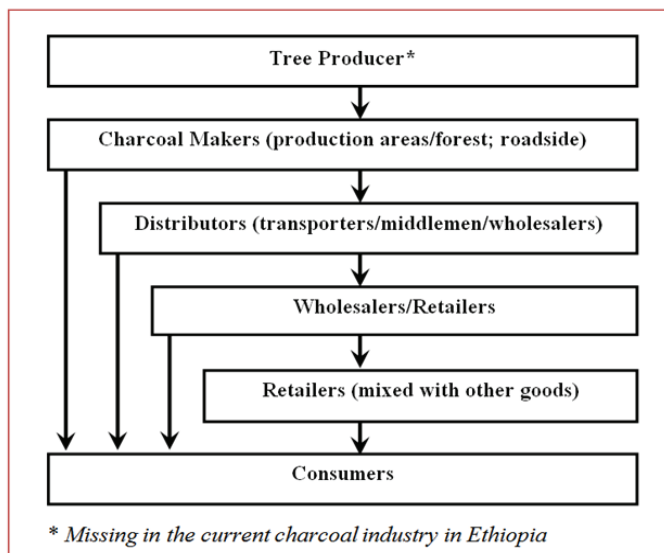 Tree Producer*
Charcoal Makers (production areas/forest; roadside)
Distributors (transporters/middlemen/wholesalers)
Wholesalers/Retailers
Retailers (mixed with other goods)
Consumers
* Missing in the current charcoal industry in Ethiopia